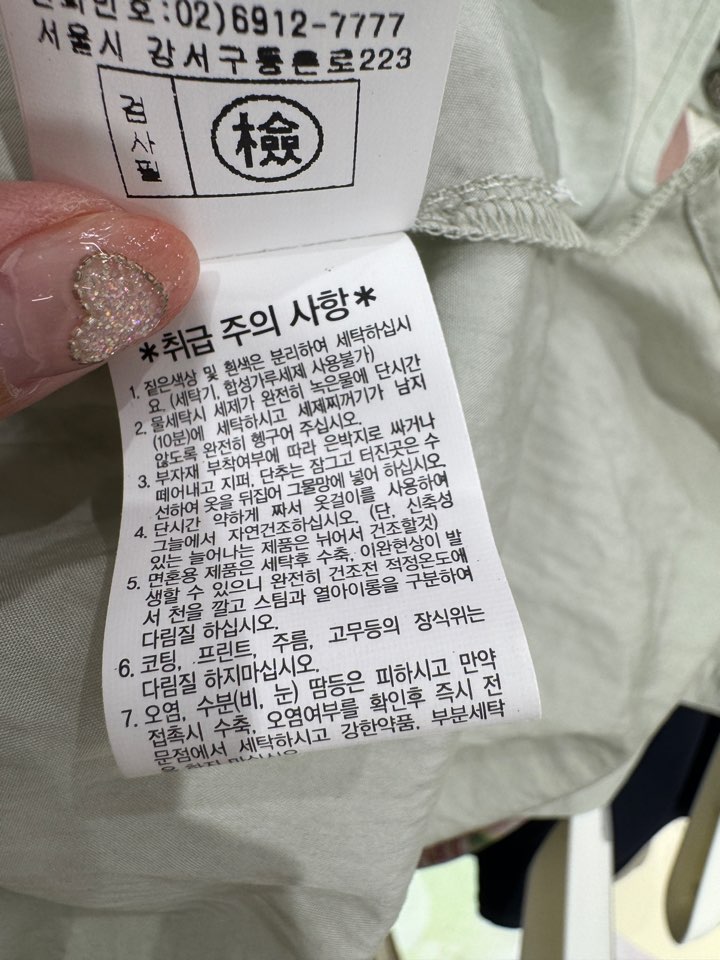 전화번호:02)6912-7777
서울시 강서구 등촌로223
검사필
檢
*취급 주의 사항*
1. 짙은색상 및 흰색은 분리하여 세탁하십시
요. (세탁기, 합성가루세제 사용불가)
2. 물세탁시 세제가 완전히 녹은물에 단시간
(10분)에 세탁하시고 세제찌꺼기가 남지
않도록 완전히 헹구어 주십시오.
3. 부자재 부착여부에 따라 은박지로 싸거나
떼어내고 지퍼, 단추는 잠그고 터진곳은 수
선하여 옷을 뒤집어 그물망에 넣어 하십시오.
4. 단시간 약하게 짜서 옷걸이를 사용하여
그늘에서 자연건조하십시오. (단, 신축성
있는 늘어나는 제품은 뉘어서 건조할것)
5. 면혼용 제품은 세탁후 수축, 이완현상이 발
생할 수 있으니 완전히 건조전 적정온도에
서 천을 깔고 스팀과 열아이롱을 구분하여
다림질 하십시오.
6. 코팅, 프린트 주름, 고무등의 장식위는
다림질 하지마십시오.
7. 오염, 수분(비, 눈) 땀등은 피하시고 만약
접촉시 수축, 오염여부를 확인후 즉시 전
문점에서 세탁하시고 강한약품, 부분세탁